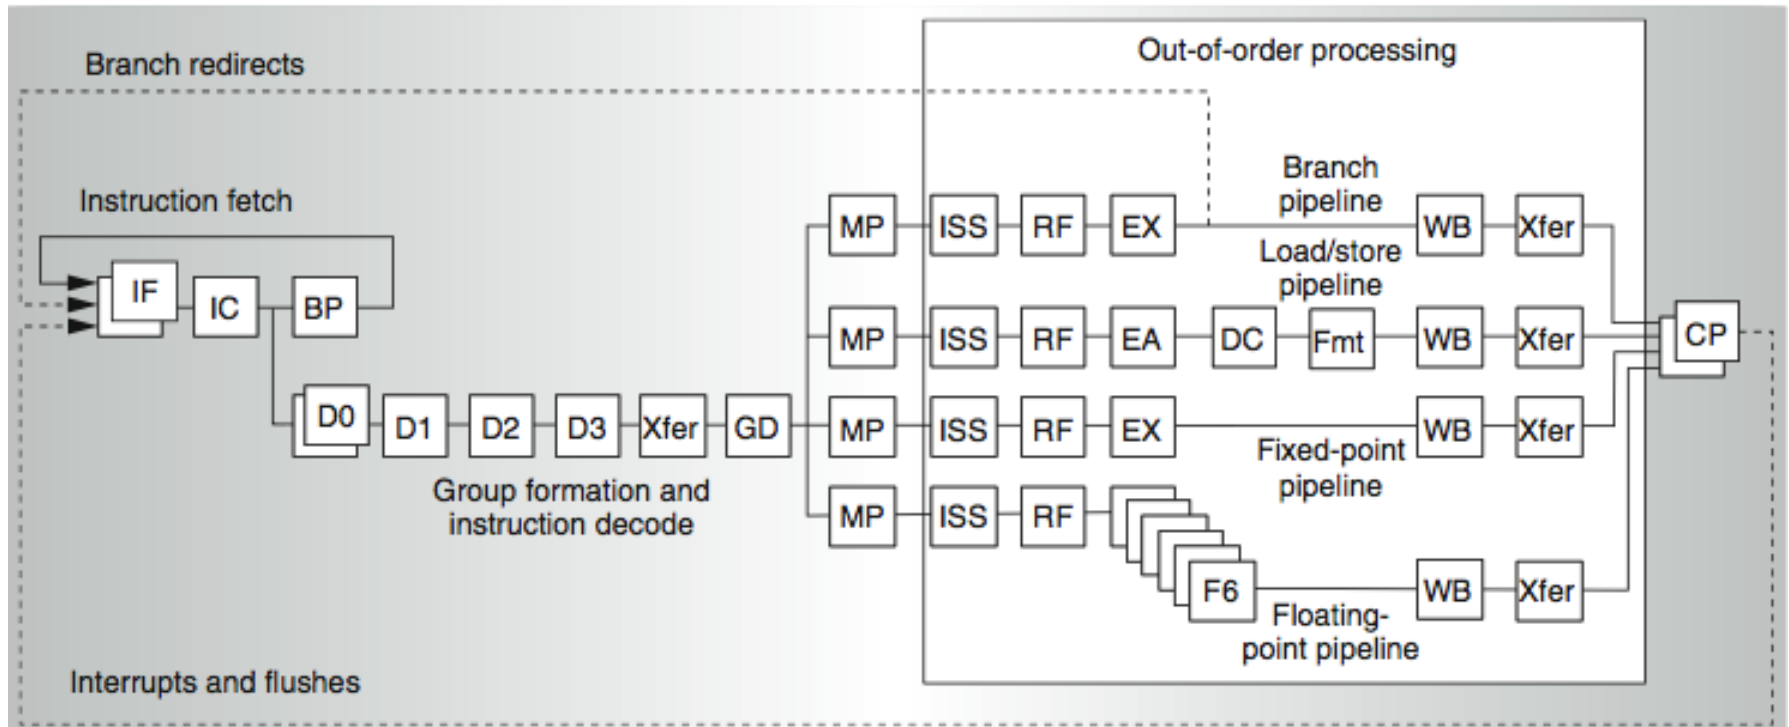 Out-of-order processing
Branch redirects
Instruction fetch
Branch
pipeline
MP ISS RF EX WB Xfer
Load/store
pipeline
IF IC BP
MP ISS RF EA DC Fmt WB Xfer
CP
D0 D1 D2 D3 Xfer GD
MP ISS RF EX WB Xfer
Fixed-point
pipeline
Group formation and
instruction decode
MP ISS RF
F6 WB Xfer
Floating-
point pipeline
Interrupts and flushes